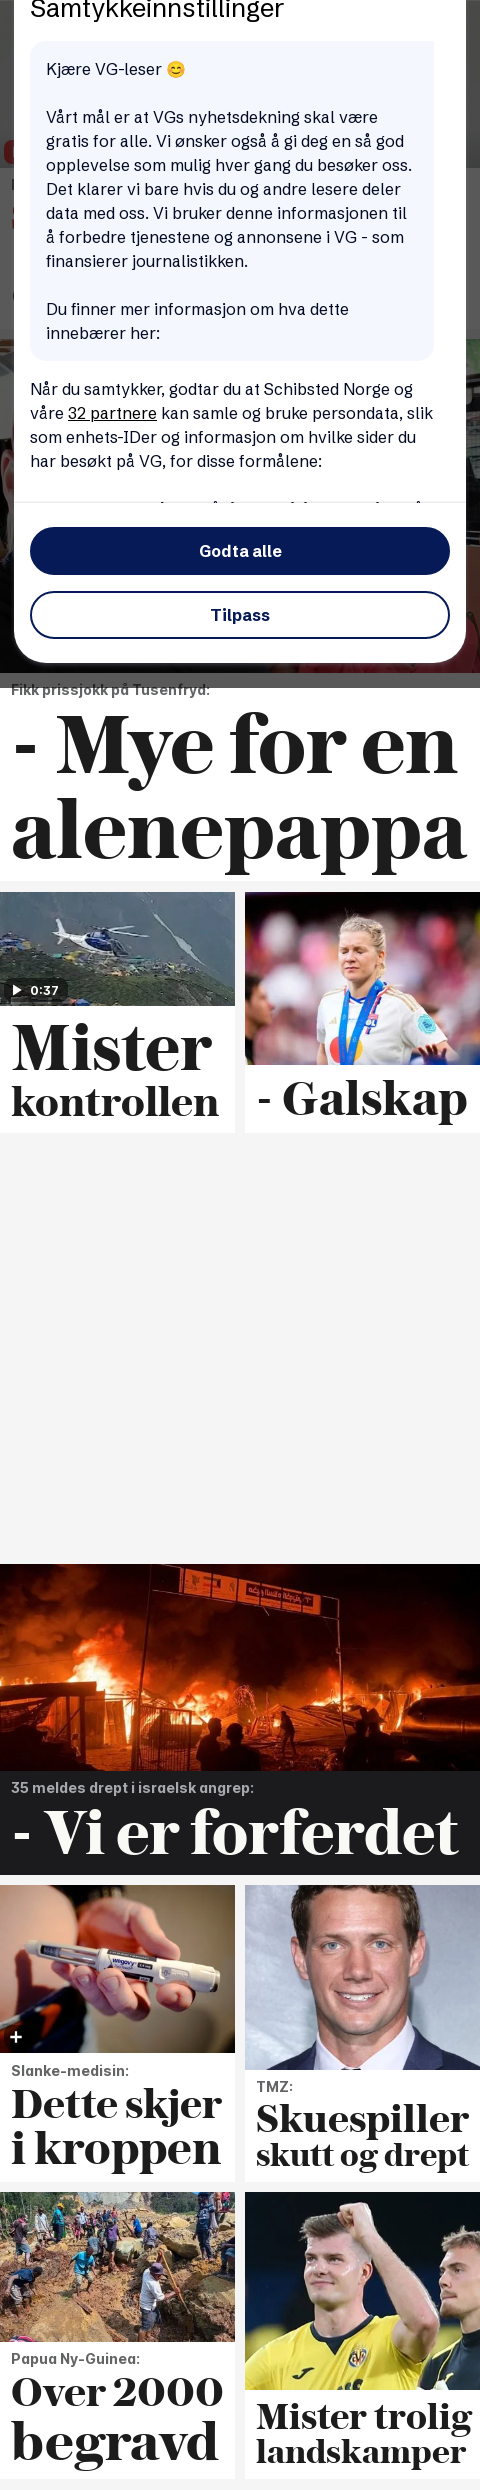 Samtykkeinnstillinger
Kjære VG-leser 😊
Vårt mål er at VGs nyhetsdekning skal være
gratis for alle. Vi ønsker også å gi deg en så god
opplevelse som mulig hver gang du besøker oss.
Det klarer vi bare hvis du og andre lesere deler
data med oss. Vi bruker denne informasjonen til
å forbedre tjenestene og annonsene i VG - som
finansierer journalistikken.
Du finner mer informasjon om hva dette
innebærer her:
Når du samtykker, godtar du at Schibsted Norge og
våre 32 partnere kan samle og bruke persondata, slik
som enhets-IDer og informasjon om hvilke sider du
har besøkt på VG, for disse formålene:
Godta alle
Tilpass
Fikk prissjokk på Tusenfryd:
- Mye for en
alenepappa
0:37
Mister
kontrollen
- Galskap
35 meldes drept i israelsk angrep:
- Vi er forferdet
wegovy
Slanke-medisin:
Dette skjer
i kroppen
TMZ:
Skuespiller
skutt og drept
Papua Ny-Guinea:
Over 2000
begravd
Mister trolig
landskamper